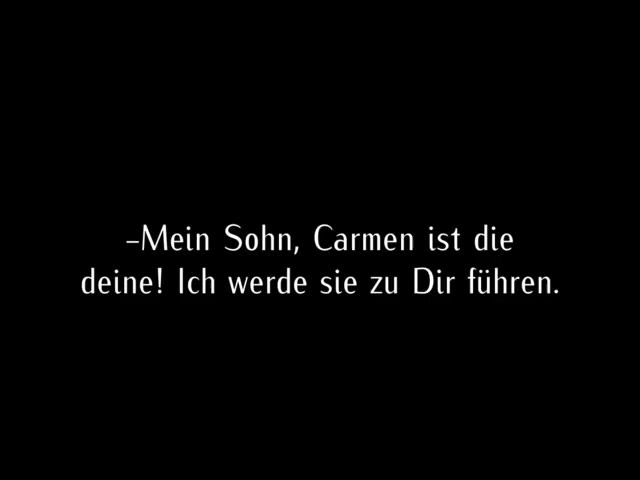 –Mein Sohn, Carmen ist die
deine! Ich werde sie zu Dir führen.